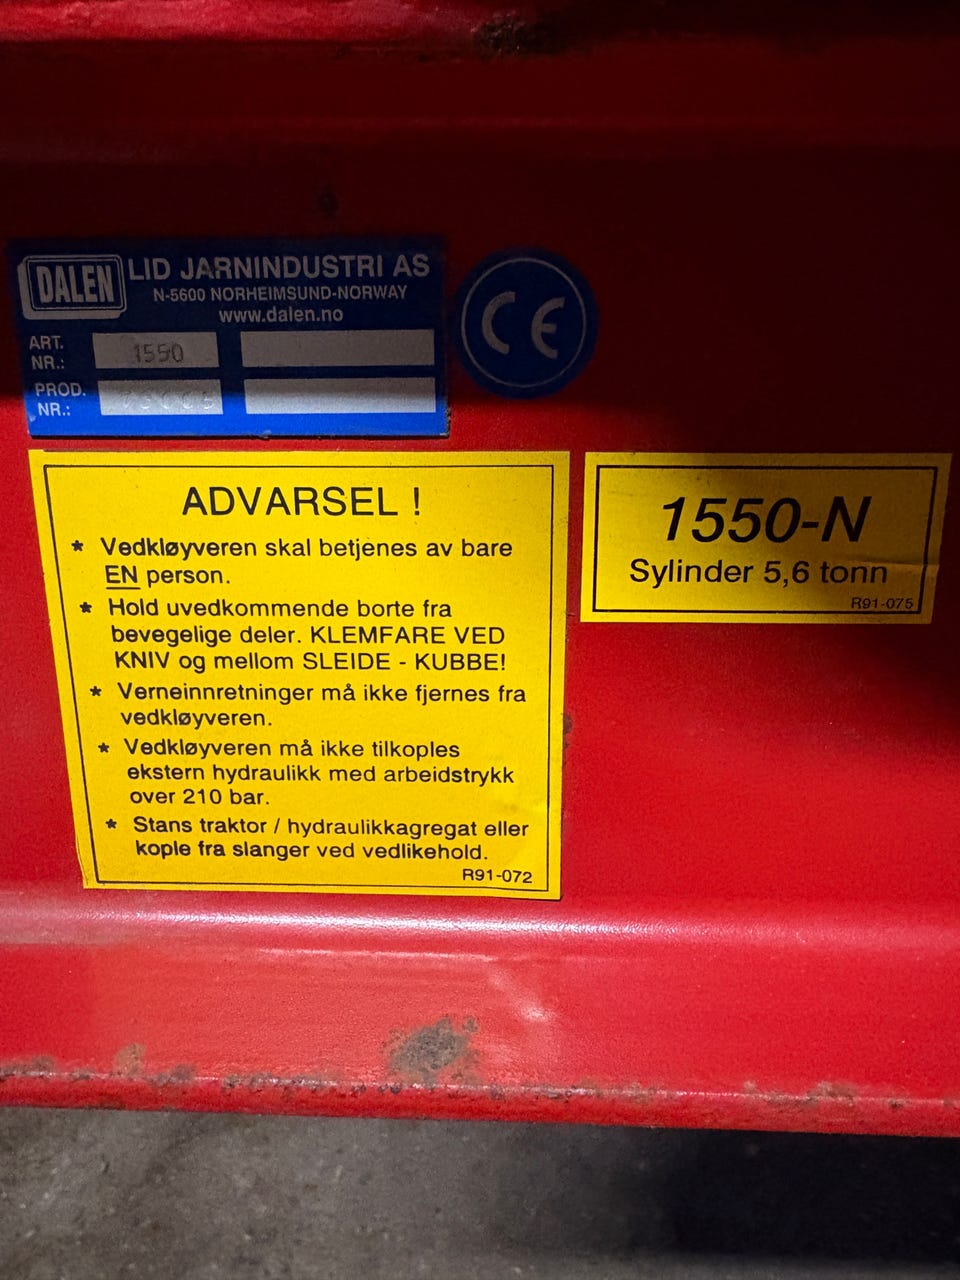 DALEN LID JARNINDUSTRI AS
N-5600 NORHEIMSUND-NORWAY
www.dalen.no
ART. NR.: 1550
PROD. NR.:
CE
ADVARSEL !
* Vedkløyveren skal betjenes av bare
EN person.
* Hold uvedkommende borte fra
bevegelige deler. KLEMFARE VED
KNIV og mellom SLEIDE - KUBBE!
* Verneinnretninger må ikke fjernes fra
vedkløyveren.
* Vedkløyveren må ikke tilkoples
ekstern hydraulikk med arbeidstrykk
over 210 bar.
* Stans traktor / hydraulikkagregat eller
kople fra slanger ved vedlikehold.
R91-072
1550-N
Sylinder 5,6 tonn
R91-075